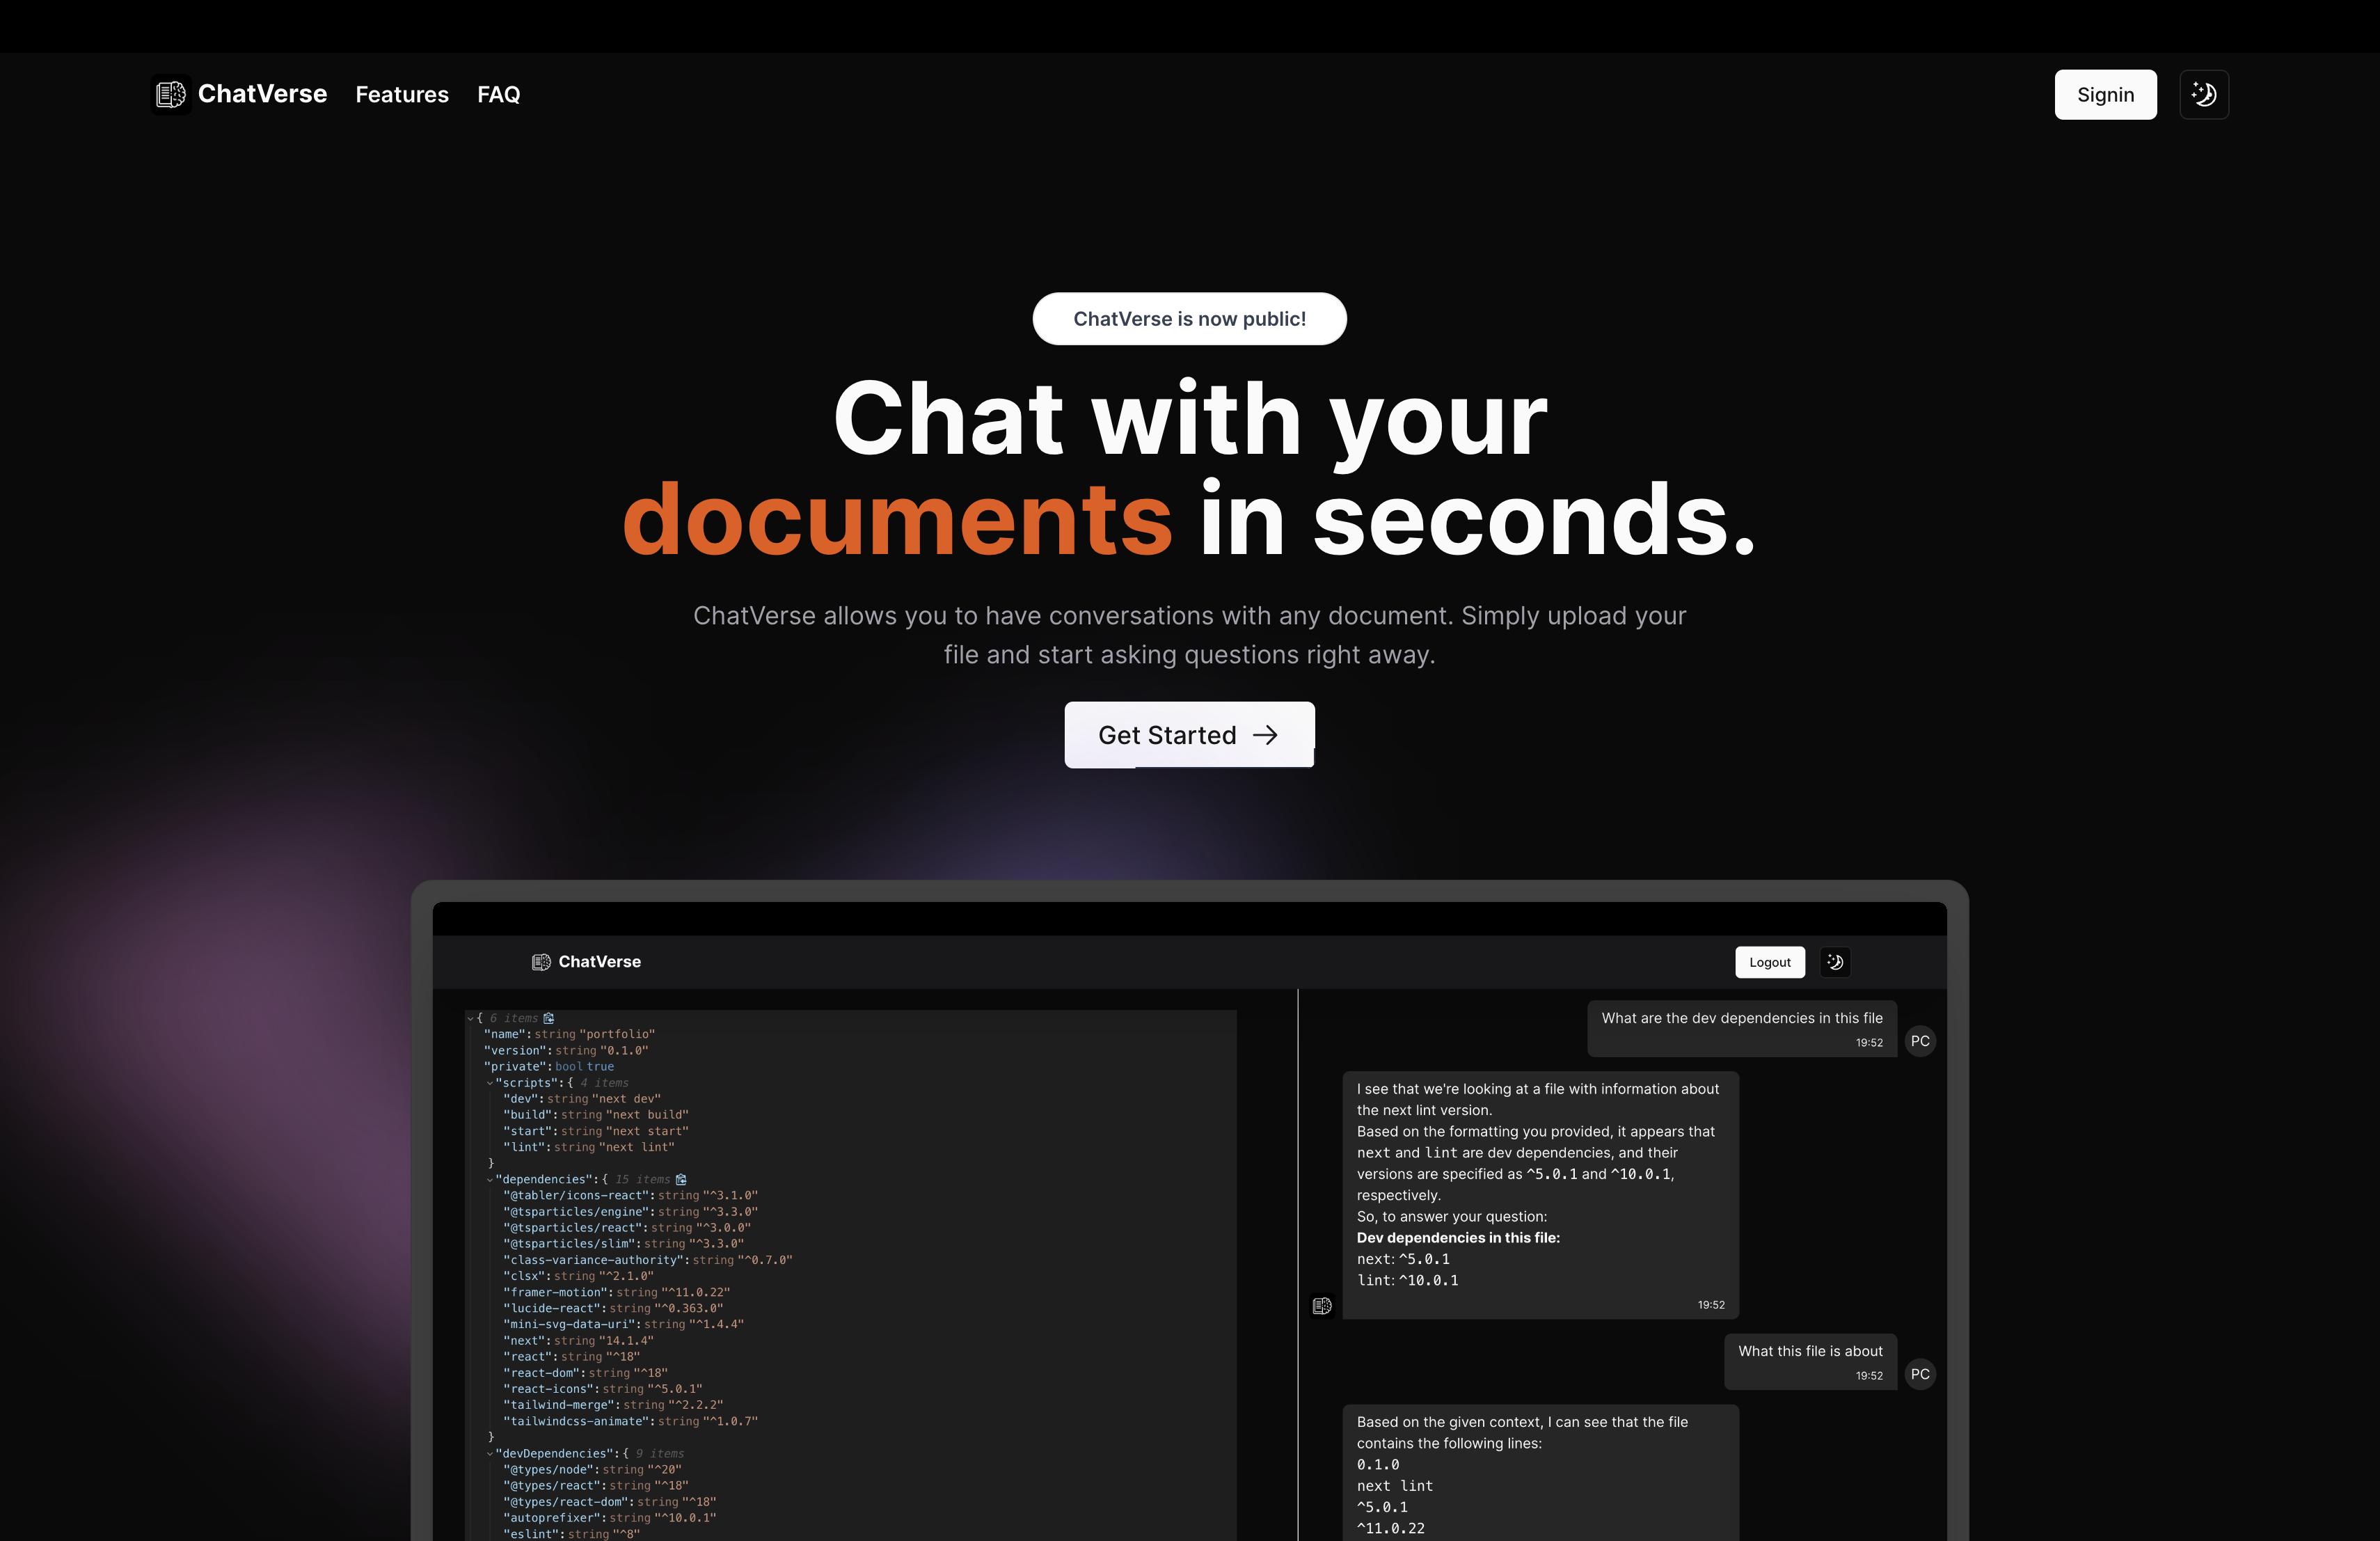 ChatVerse Features FAQ Signin
ChatVerse is now public!
Chat with your
documents in seconds.
ChatVerse allows you to have conversations with any document. Simply upload your
file and start asking questions right away.
Get Started
ChatVerse Logout
{ 6 items
"name": string "portfolio"
"version": string "0.1.0"
"private": bool true
"scripts": { 4 items
"dev": string "next dev"
"build": string "next build"
"start": string "next start"
"lint": string "next lint"
}
"dependencies": { 15 items
"@tabler/icons-react": string "^3.1.0"
"@tsparticles/engine": string "^3.3.0"
"@tsparticles/react": string "^3.0.0"
"@tsparticles/slim": string "^3.3.0"
"class-variance-authority": string "^0.7.0"
"clsx": string "^2.1.0"
"framer-motion": string "^11.0.22"
"lucide-react": string "^0.363.0"
"mini-svg-data-uri": string "^1.4.4"
"next": string "14.1.4"
"react": string "^18"
"react-dom": string "^18"
"react-icons": string "^5.0.1"
"tailwind-merge": string "^2.2.2"
"tailwindcss-animate": string "^1.0.7"
}
"devDependencies": { 9 items
"@types/node": string "^20"
"@types/react": string "^18"
"@types/react-dom": string "^18"
"autoprefixer": string "^10.0.1"
"eslint": string "^8"
What are the dev dependencies in this file
19:52
PC
I see that we're looking at a file with information about
the next lint version.
Based on the formatting you provided, it appears that
next and lint are dev dependencies, and their
versions are specified as ^5.0.1 and ^10.0.1,
respectively.
So, to answer your question:
Dev dependencies in this file:
next: ^5.0.1
lint: ^10.0.1
19:52
What this file is about
19:52
PC
Based on the given context, I can see that the file
contains the following lines:
0.1.0
next lint
^5.0.1
^11.0.22